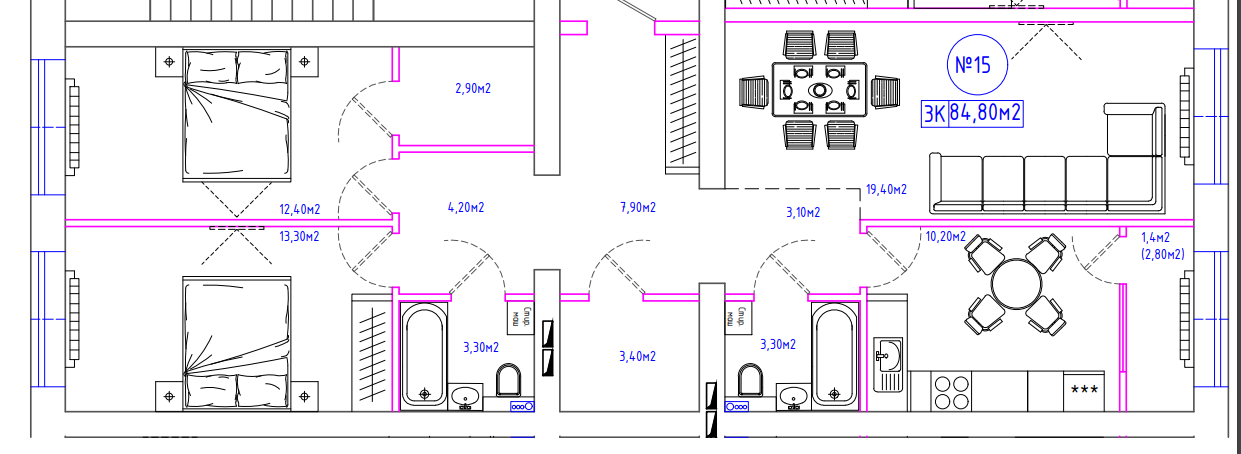 №15
3К 84,80м2
2,90м2
12,40м2
4,20м2
7,90м2
3,10м2
19,40м2
13,30м2
10,20м2
1,4м2
(2,80м2)
Стир.
маш
3,30м2
3,40м2
Стир.
маш
3,30м2
***